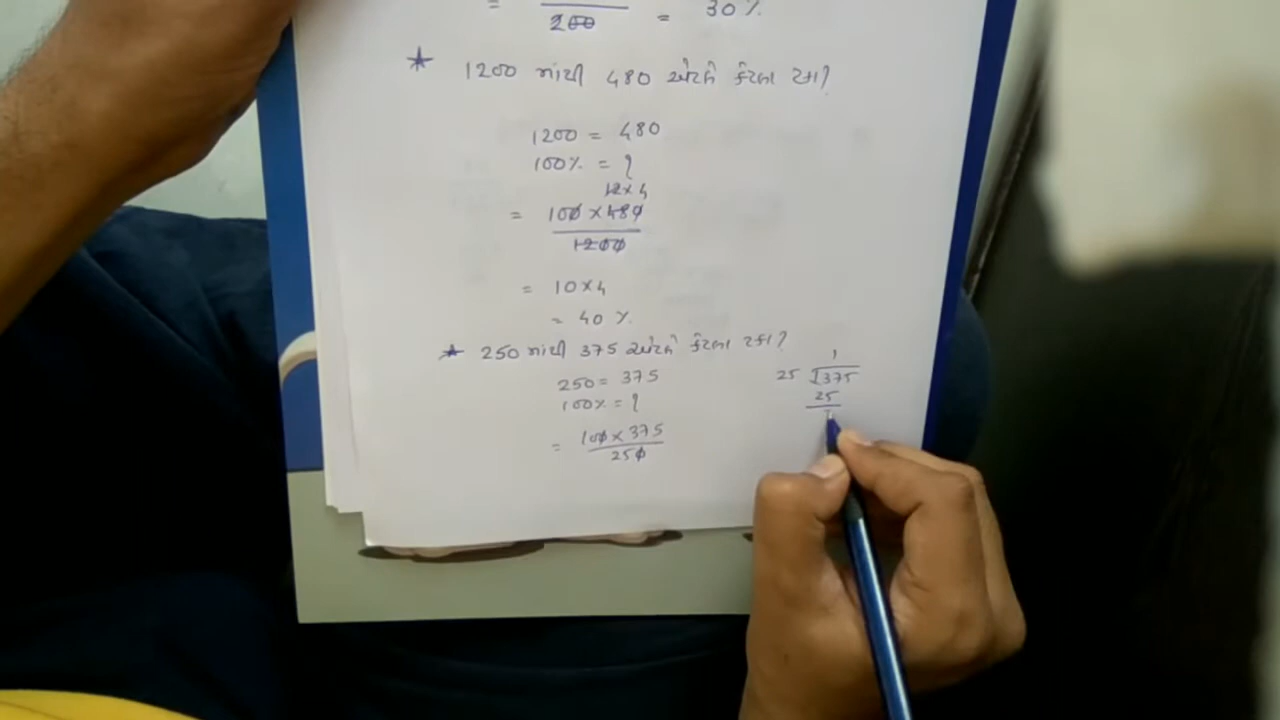 = 200 = 30 %
* 1200 માંથી 480 એટલે કેટલા ટકા?
1200 = 480
100% = ?
12 × 4
= 100 × 480
1200
= 10 × 4
= 40 %
* 250 માંથી 375 એટલે કેટલા ટકા?
250 = 375
100% = ?
= 100 × 375
250
1
25 √375
25
1